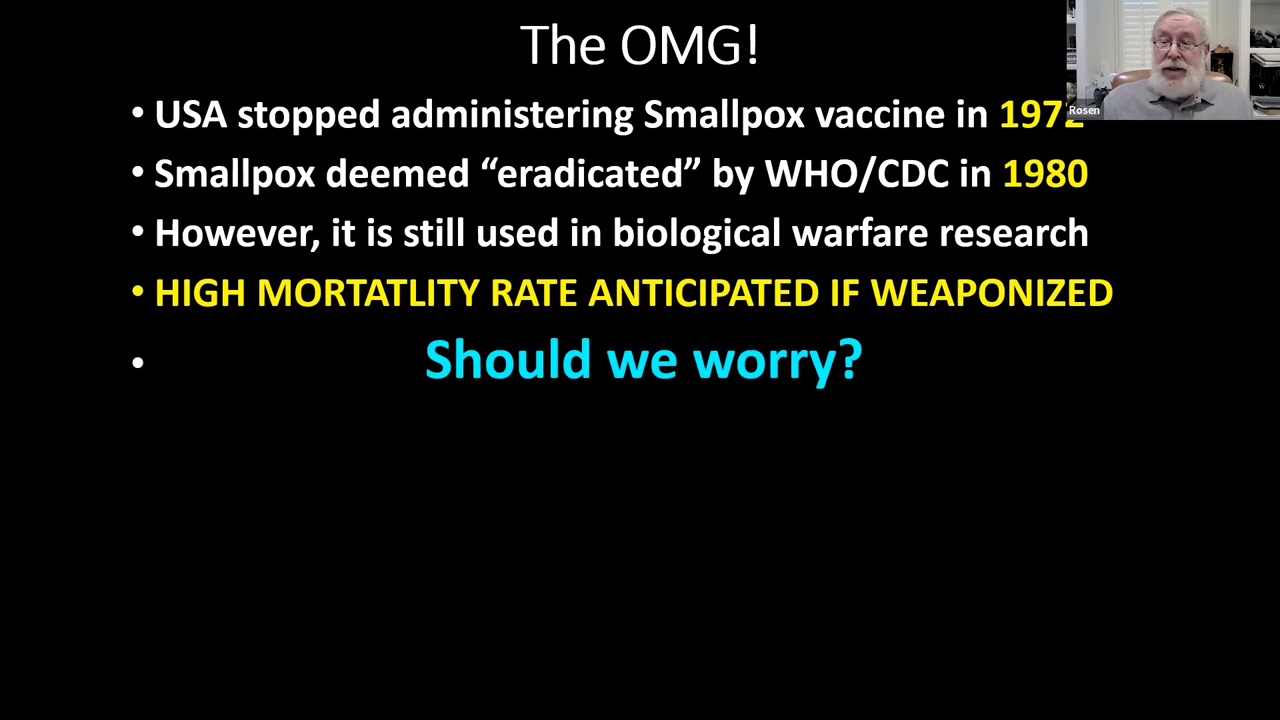 The OMG!
• USA stopped administering Smallpox vaccine in 1972
Rosen
• Smallpox deemed “eradicated” by WHO/CDC in 1980
• However, it is still used in biological warfare research
• HIGH MORTATLITY RATE ANTICIPATED IF WEAPONIZED
• Should we worry?